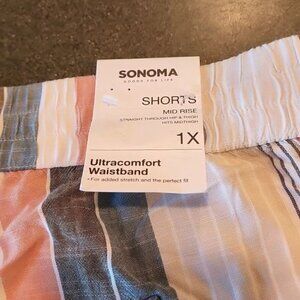 SONOMA
GOODS FOR LIFE
SHORTS
MID RISE
STRAIGHT THROUGH HIP & THIGH
HITS MIDTHIGH
1X
Ultracomfort
Waistband
• For added stretch and the perfect fit